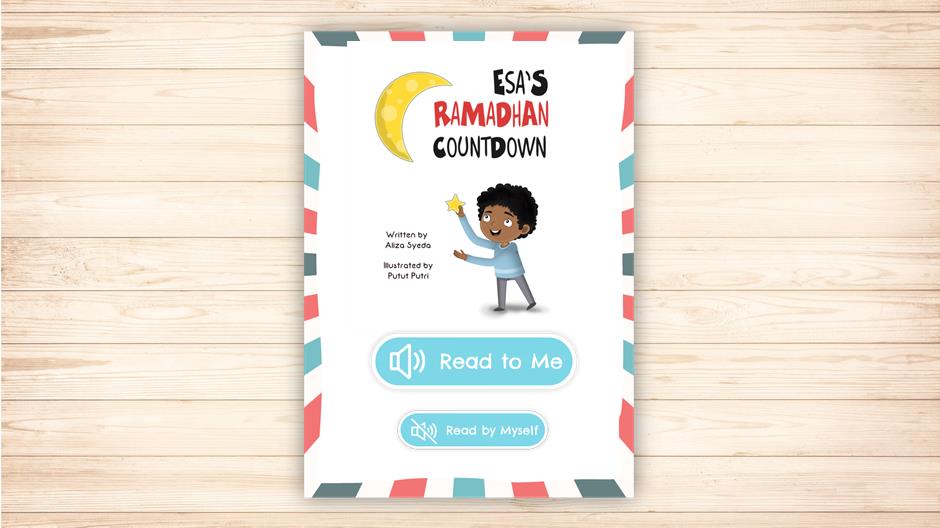 Esa's
Ramadhan
Countdown
Written by
Aliza Syeda
Illustrated by
Putut Putri
Read to Me
Read by Myself